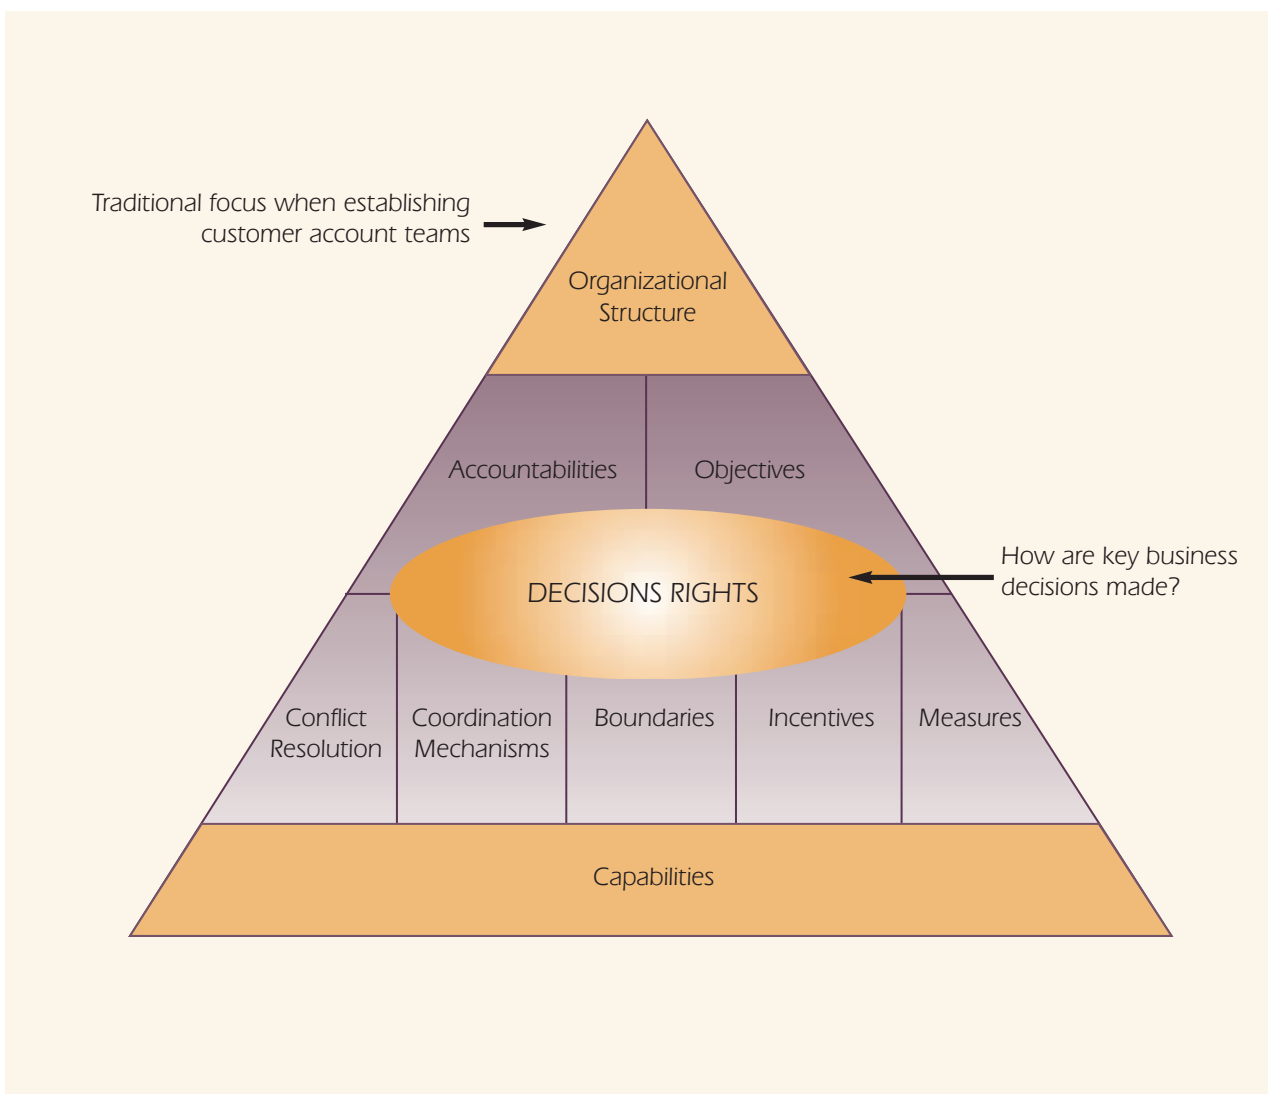 Traditional focus when establishing
customer account teams
Organizational
Structure
Accountabilities
Objectives
DECISIONS RIGHTS
How are key business
decisions made?
Conflict
Resolution
Coordination
Mechanisms
Boundaries
Incentives
Measures
Capabilities